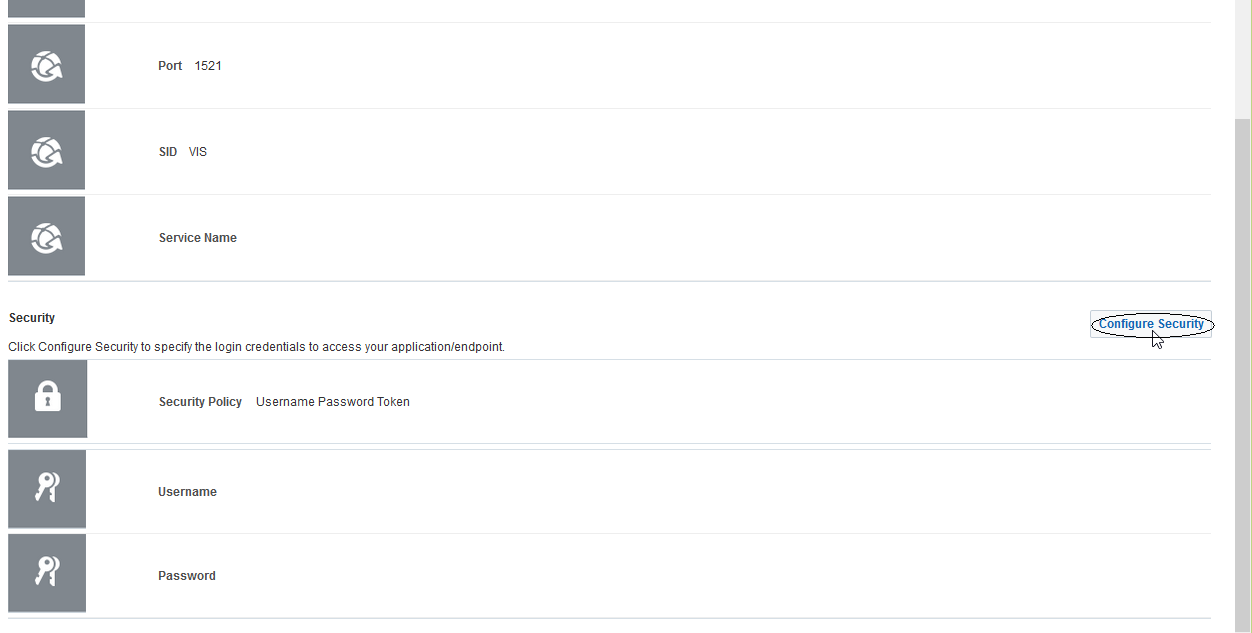 Port 1521
SID VIS
Service Name
Security
Configure Security
Click Configure Security to specify the login credentials to access your application/endpoint.
Security Policy Username Password Token
Username
Password